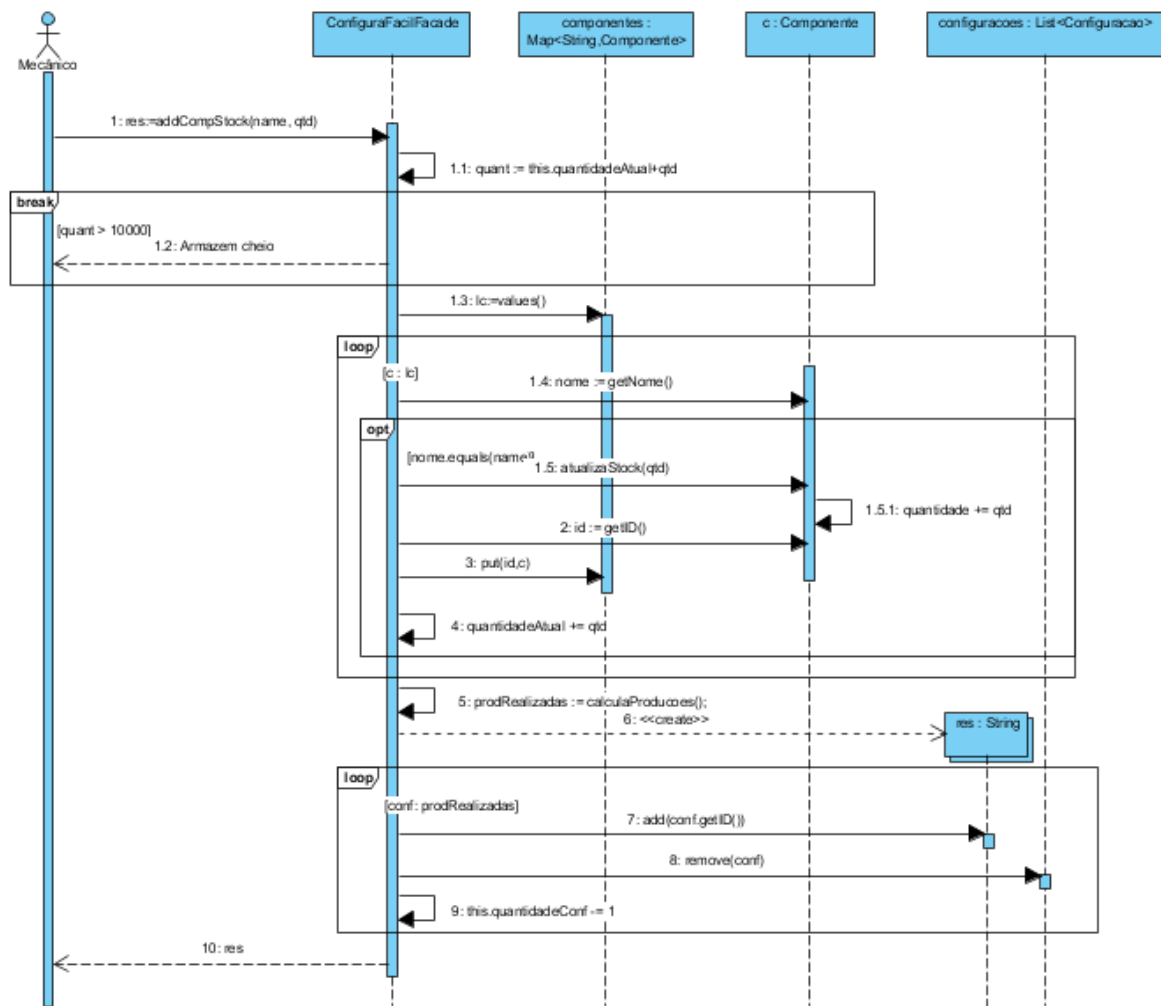 ConfiguraFacilFacade
componentes :
Map<String,Componente>
c : Componente
configuracoes : List<Configuracao>
Mecânico
1: res:=addCompStock(name, qtd)
1.1: quant := this.quantidadeAtual+qtd
break
[quant > 10000]
1.2: Armazem cheio
1.3: lc:=values()
loop
[c : lc]
1.4: nome := getNome()
opt
[nome.equals(name)]
1.5: atualizaStock(qtd)
1.5.1: quantidade += qtd
2: id := getID()
3: put(id,c)
4: quantidadeAtual += qtd
5: prodRealizadas := calculaProducoes();
6: <<create>>
res : String
loop
[conf: prodRealizadas]
7: add(conf.getID())
8: remove(conf)
9: this.quantidadeConf -= 1
10: res